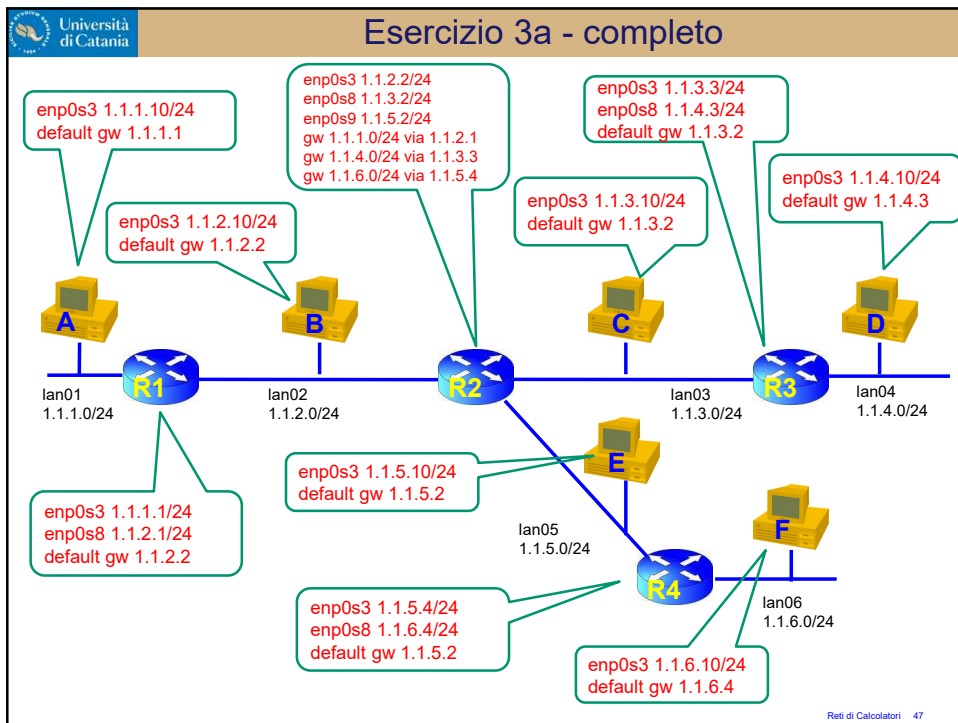 Università
di Catania
Esercizio 3a - completo
enp0s3 1.1.1.10/24
default gw 1.1.1.1
enp0s3 1.1.2.2/24
enp0s8 1.1.3.2/24
enp0s9 1.1.5.2/24
gw 1.1.1.0/24 via 1.1.2.1
gw 1.1.4.0/24 via 1.1.3.3
gw 1.1.6.0/24 via 1.1.5.4
enp0s3 1.1.3.3/24
enp0s8 1.1.4.3/24
default gw 1.1.3.2
enp0s3 1.1.2.10/24
default gw 1.1.2.2
enp0s3 1.1.3.10/24
default gw 1.1.3.2
enp0s3 1.1.4.10/24
default gw 1.1.4.3
A
B
C
D
R1
R2
R3
lan01
1.1.1.0/24
lan02
1.1.2.0/24
lan03
1.1.3.0/24
lan04
1.1.4.0/24
enp0s3 1.1.1.1/24
enp0s8 1.1.2.1/24
default gw 1.1.2.2
enp0s3 1.1.5.10/24
default gw 1.1.5.2
E
lan05
1.1.5.0/24
F
R4
lan06
1.1.6.0/24
enp0s3 1.1.5.4/24
enp0s8 1.1.6.4/24
default gw 1.1.5.2
enp0s3 1.1.6.10/24
default gw 1.1.6.4
Reti di Calcolatori 47